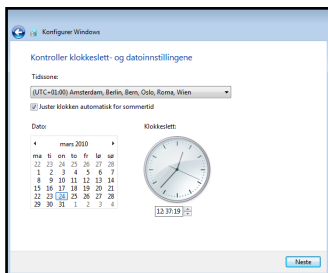 Konfigurer Windows
Kontroller klokkeslett- og datoinnstillingene
Tidssone:
(UTC+01:00) Amsterdam, Berlin, Bern, Oslo, Roma, Wien
Juster klokken automatisk for sommertid
Dato:
Klokkeslett:
mars 2010
ma ti on to fr lø sø
22 23 24 25 26 27 28
1 2 3 4 5 6 7
8 9 10 11 12 13 14
15 16 17 18 19 20 21
22 23 24 25 26 27 28
29 30 31 1 2 3 4
12:37:19
Neste